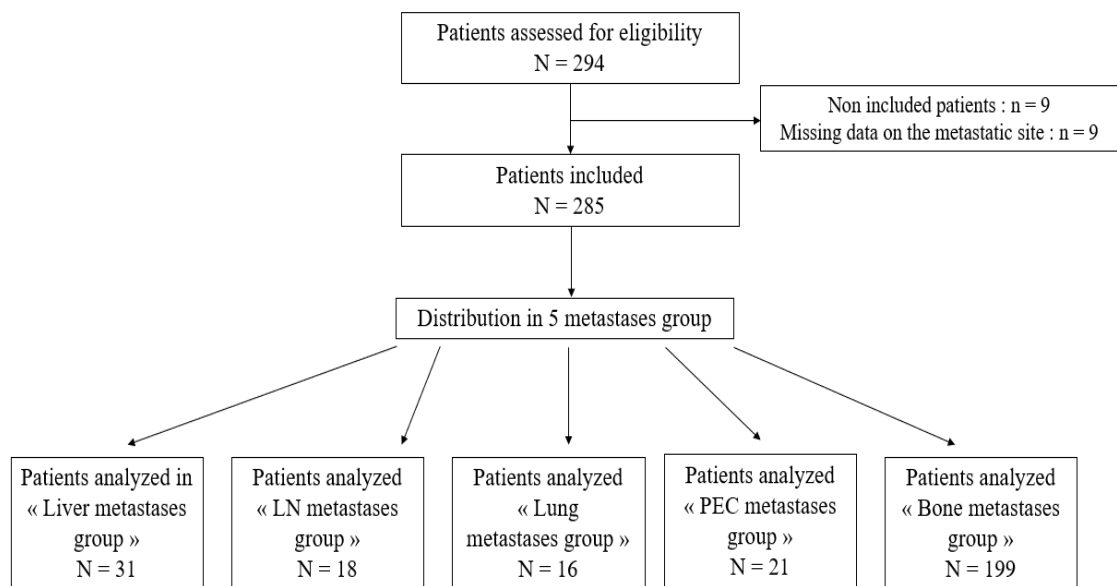 Patients assessed for eligibility
N = 294
Non included patients : n = 9
Missing data on the metastatic site : n = 9
Patients included
N = 285
Distribution in 5 metastases group
Patients analyzed in
« Liver metastases
group »
N = 31
Patients analyzed
« LN metastases
group »
N = 18
Patients analyzed
« Lung
metastases group »
N = 16
Patients analyzed
« PEC metastases
group »
N = 21
Patients analyzed
« Bone metastases
group »
N = 199